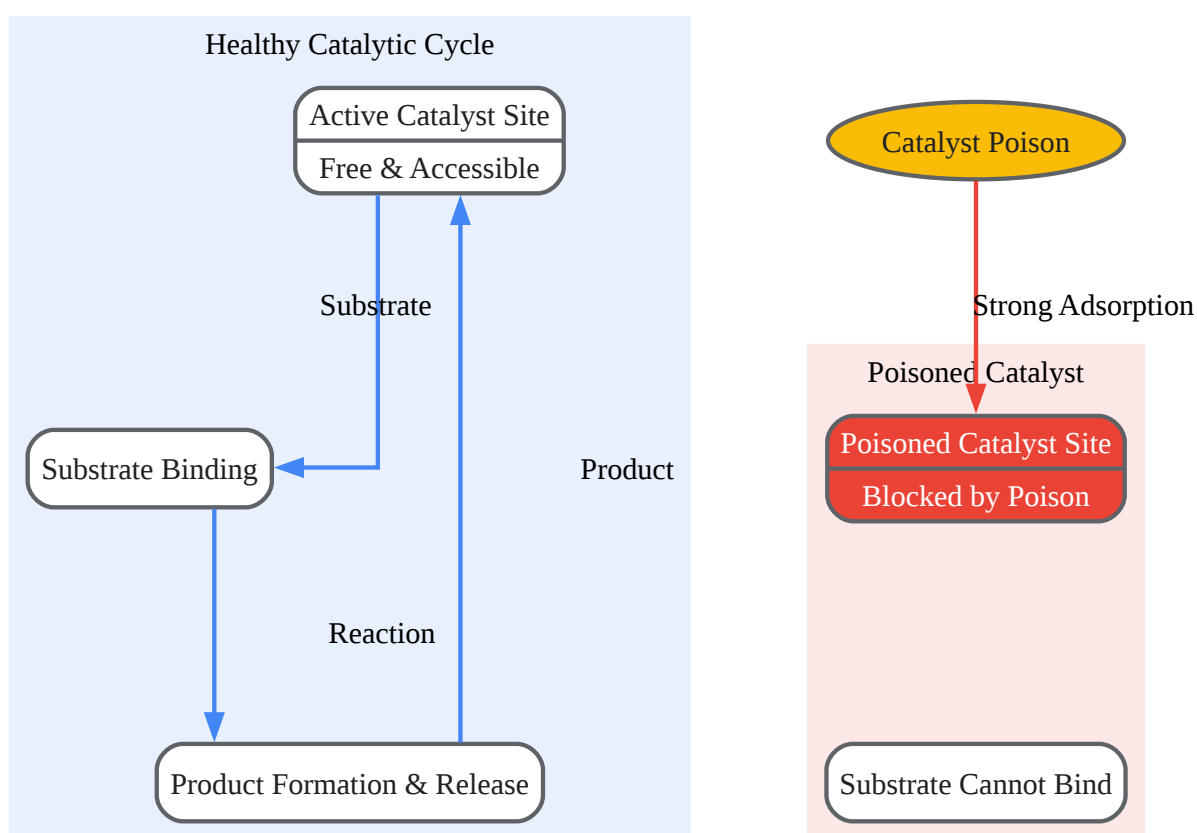 Healthy Catalytic Cycle
Active Catalyst Site
Free & Accessible
Substrate
Substrate Binding
Product
Reaction
Product Formation & Release
Catalyst Poison
Strong Adsorption
Poisoned Catalyst
Poisoned Catalyst Site
Blocked by Poison
Substrate Cannot Bind